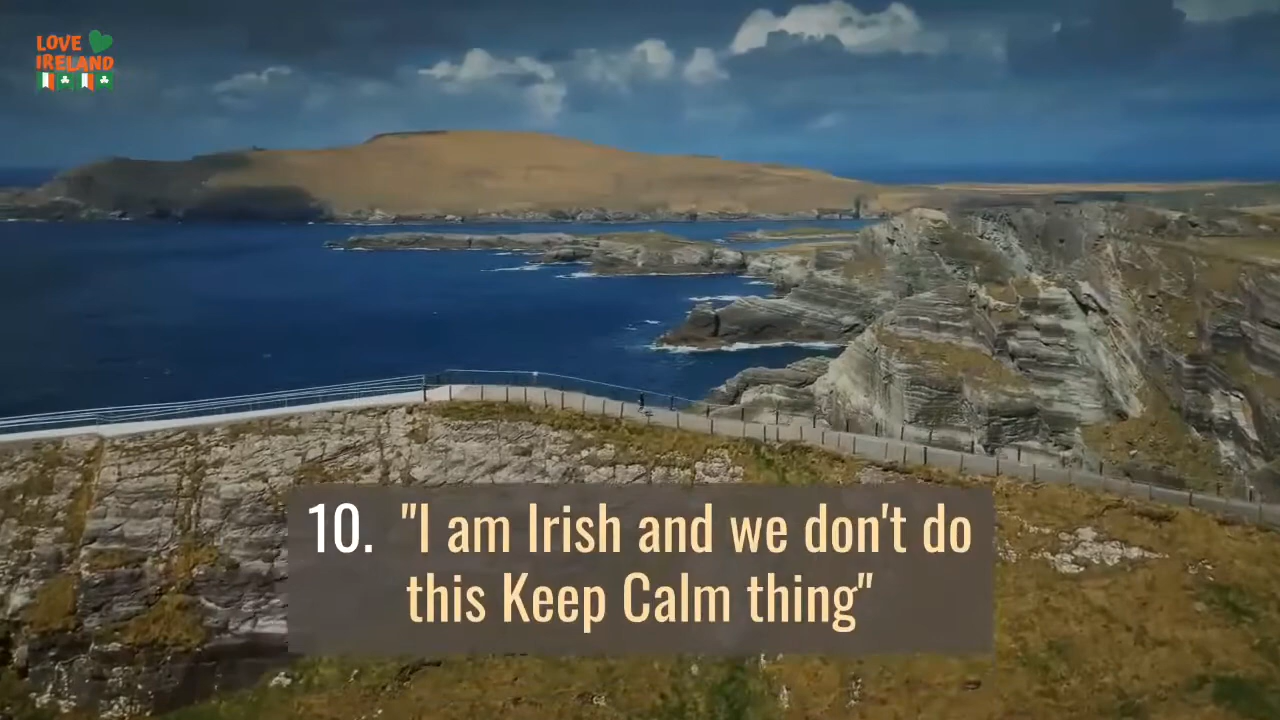 LOVE
IRELAND
10. "I am Irish and we don't do
this Keep Calm thing"